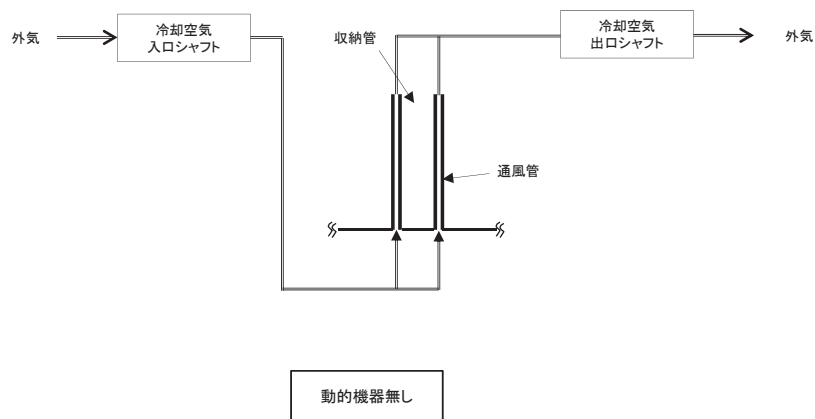 外気
冷却空気
入口シャフト
収納管
冷却空気
出口シャフト
外気
通風管
動的機器無し